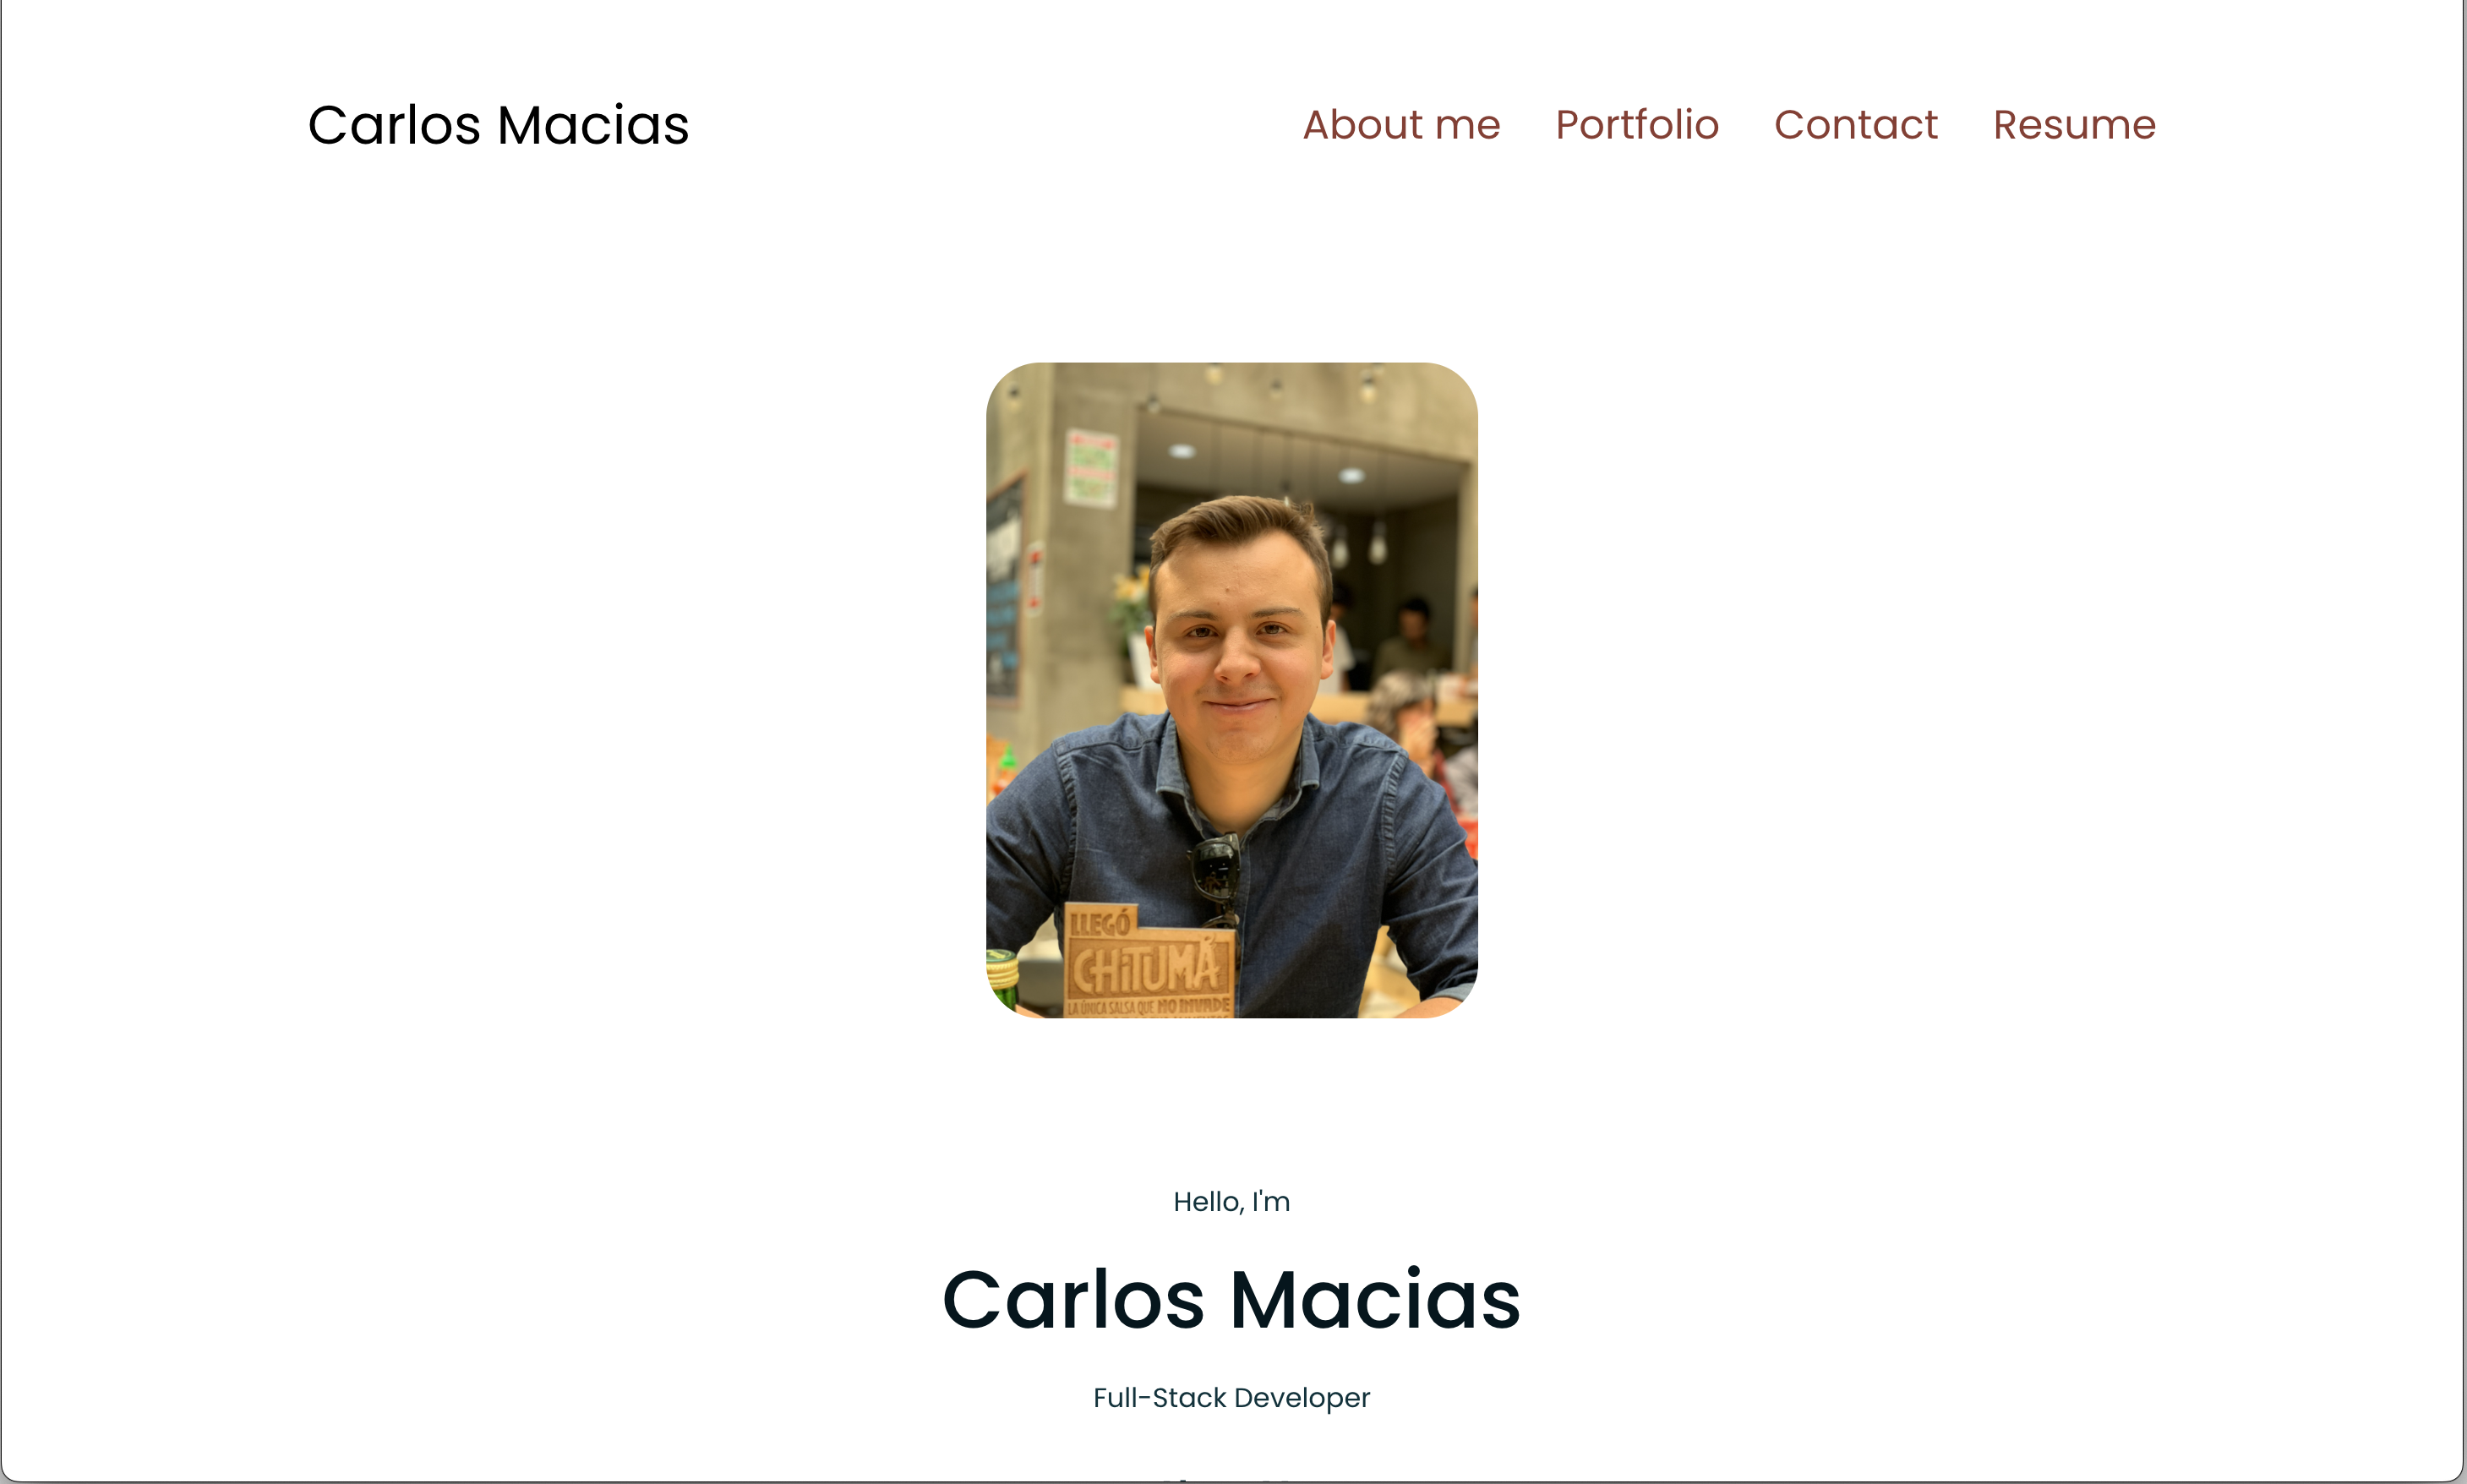 Carlos Macias
About me Portfolio Contact Resume
LLEGÓ
CHiTUMÁ
LA ÚNICA SALSA QUE NO INVADE
Hello, I'm
Carlos Macias
Full-Stack Developer